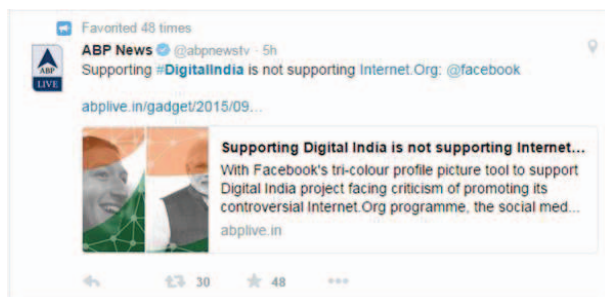 Favorited 48 times
ABP News @abpnewstv · 5h
Supporting #DigitalIndia is not supporting Internet.Org: @facebook
ABP
LIVE
abplive.in/gadget/2015/09...
Supporting Digital India is not supporting Internet...
With Facebook's tri-colour profile picture tool to support
Digital India project facing criticism of promoting its
controversial Internet.Org programme, the social med...
abplive.in
30 48